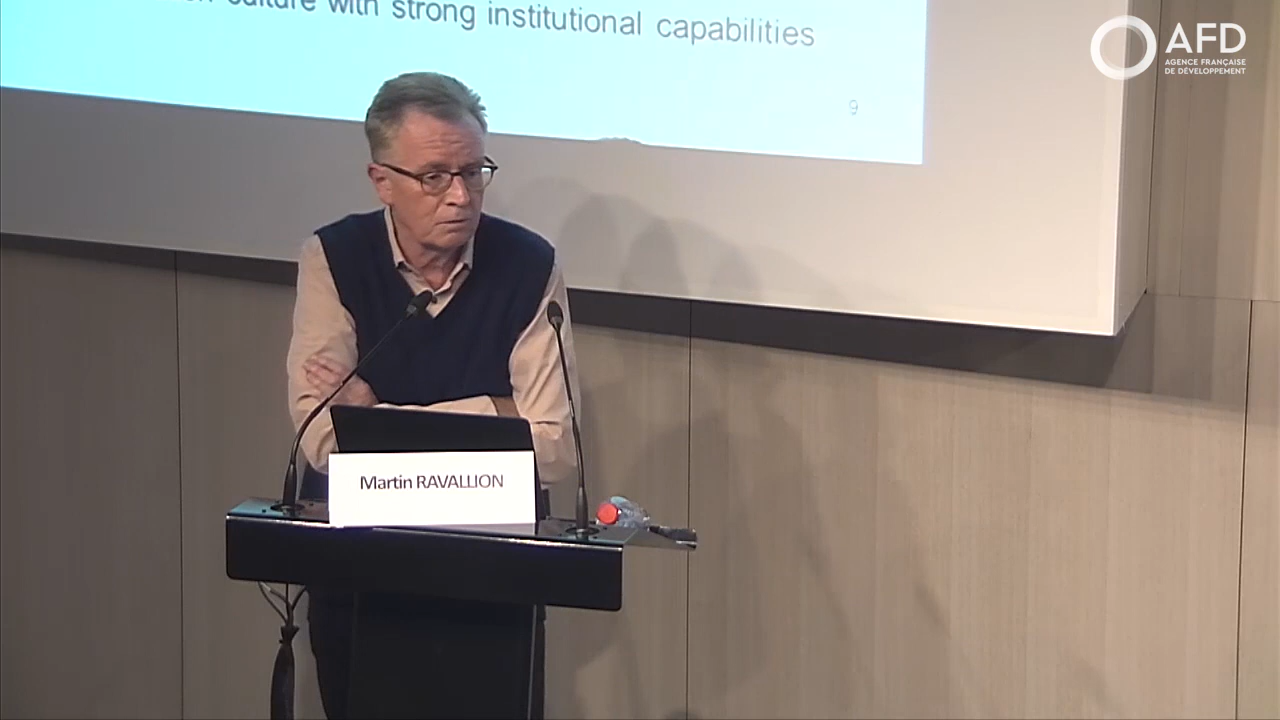 culture with strong institutional capabilities
9
AFD
AGENCE FRANÇAISE
DE DÉVELOPPEMENT
Martin RAVALLION